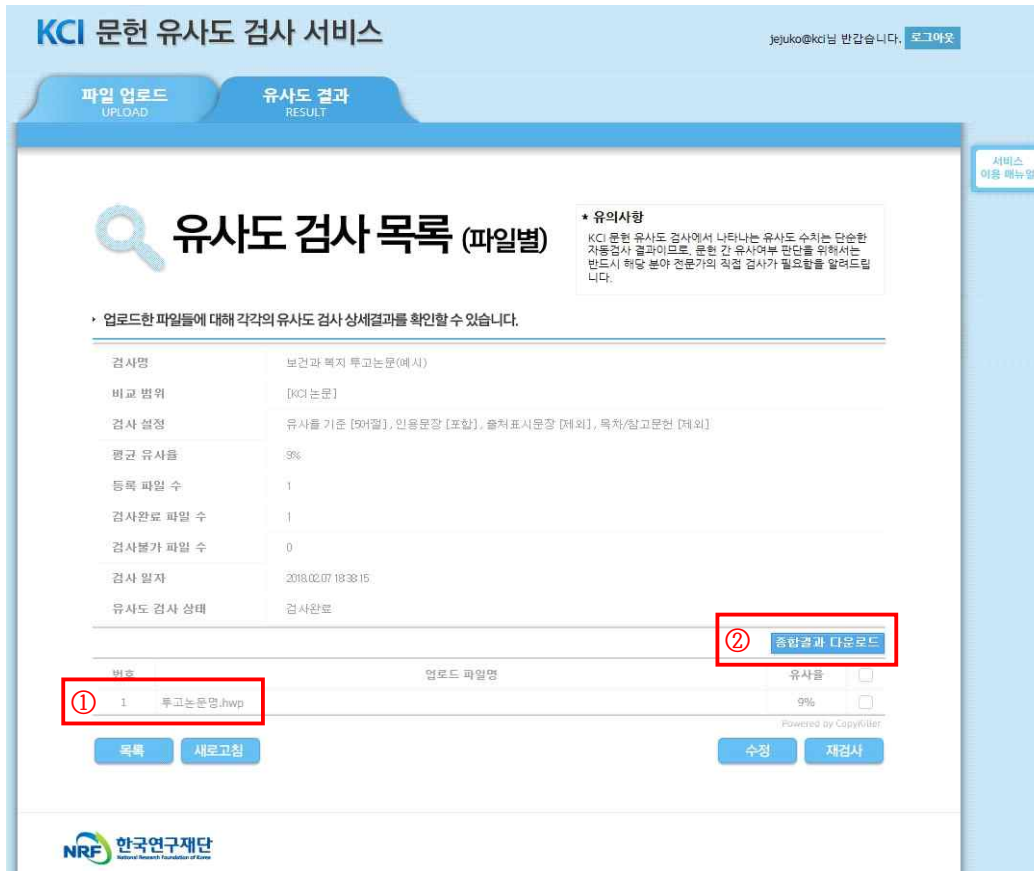 KCI 문헌 유사도 검사 서비스
jejuko@kci님 반갑습니다. 로그아웃
파일 업로드
UPLOAD
유사도 결과
RESULT
서비스
이용 매뉴얼
유사도 검사 목록 (파일별)
* 유의사항
KCI 문헌 유사도 검사에서 나타나는 유사도 수치는 단순한
자동검사 결과이므로, 문헌 간 유사여부 판단을 위해서는
반드시 해당 분야 전문가의 직접 검사가 필요함을 알려드립
니다.
업로드한 파일들에 대해 각각의 유사도 검사 상세결과를 확인할 수 있습니다.
검사명 보건과 복지 투고논문(예시)
비교 범위 [KCI논문]
검사 설정 유사율 기준 [5어절], 인용문장 [포함], 출처표시문장 [제외], 목차/참고문헌 [제외]
평균 유사율 9%
등록 파일 수 1
검사완료 파일 수 1
검사불가 파일 수 0
검사 일자 2018.02.07 18:38:15
유사도 검사 상태 검사완료
② 종합결과 다운로드
번호 업로드 파일명 유사율
① 1 투고논문명.hwp 9%
Powered by CopyKiller
목록 새로고침 수정 재검사
NRF 한국연구재단
National Research Foundation of Korea